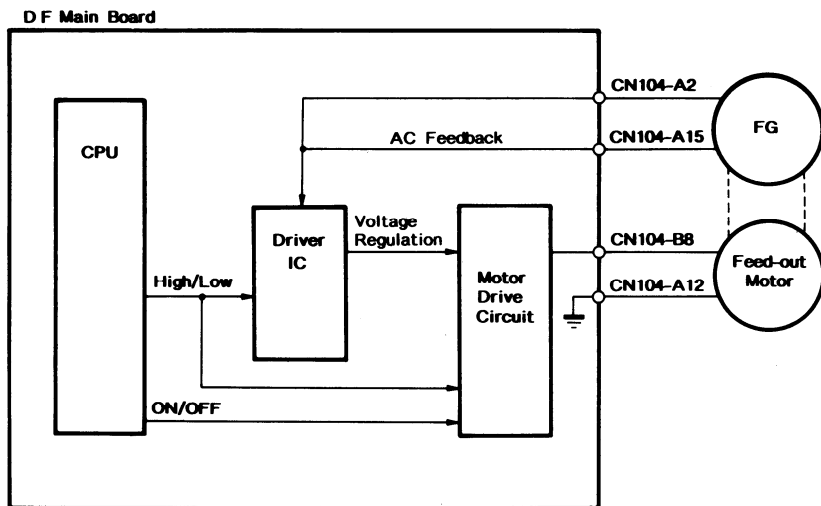 D F Main Board
CN104-A2
FG
CPU
AC Feedback
CN104-A15
Driver
IC
Voltage
Regulation
CN104-B8
Feed-out
Motor
High/Low
Motor
Drive
Circuit
CN104-A12
ON/OFF